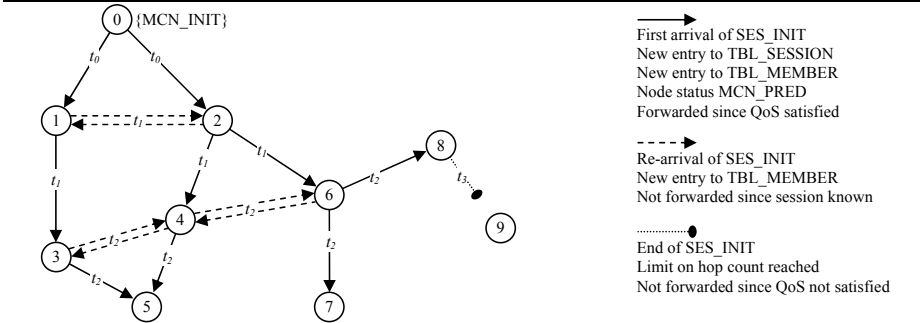 0 {MCN_INIT}
t0 t0
1 t1 2
8
t1 t1 t1
t2 t3
6
4 t2
9
3 t2 t2 t2
t2
5 7
First arrival of SES_INIT
New entry to TBL_SESSION
New entry to TBL_MEMBER
Node status MCN_PRED
Forwarded since QoS satisfied
Re-arrival of SES_INIT
New entry to TBL_MEMBER
Not forwarded since session known
End of SES_INIT
Limit on hop count reached
Not forwarded since QoS not satisfied